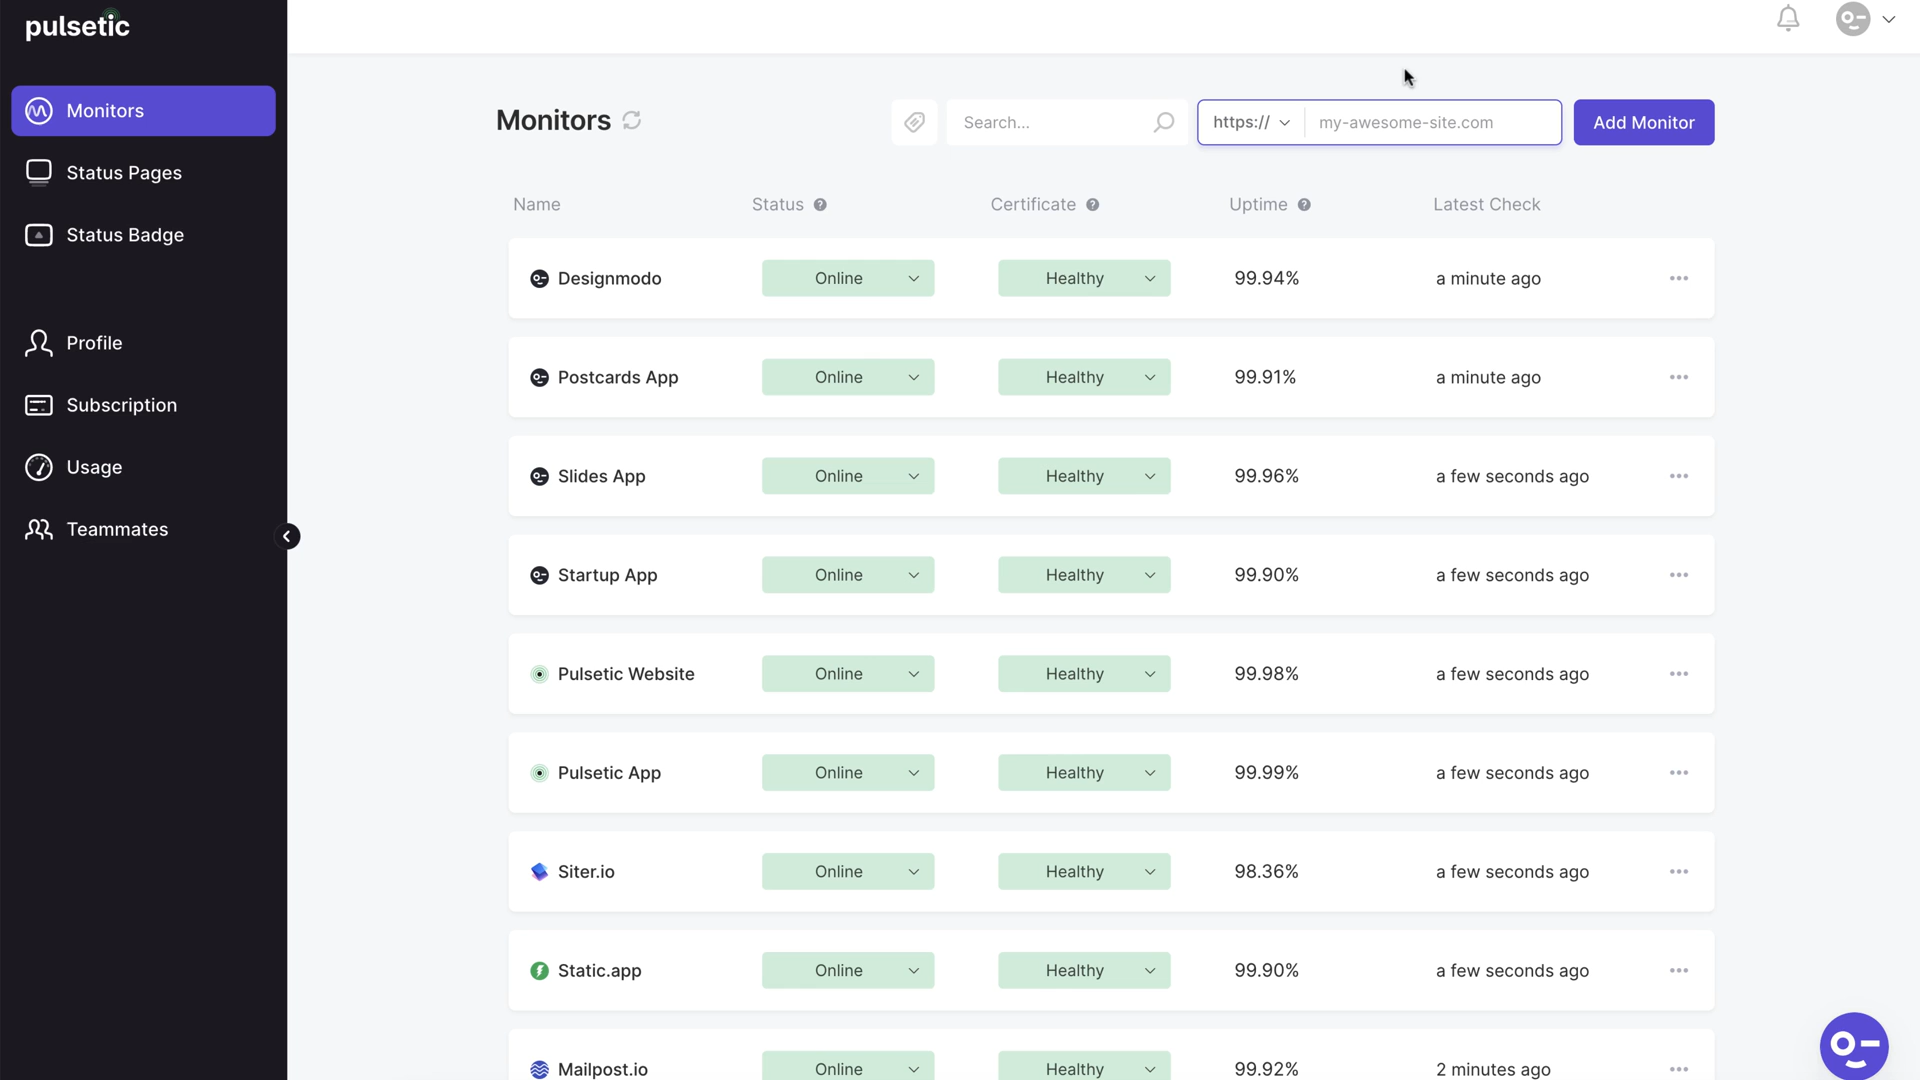 pulsetic
Monitors
Status Pages
Status Badge
Profile
Subscription
Usage
Teammates
Monitors
Search...
https://
my-awesome-site.com
Add Monitor
Name Status ? Certificate ? Uptime ? Latest Check
Designmodo Online Healthy 99.94% a minute ago
Postcards App Online Healthy 99.91% a minute ago
Slides App Online Healthy 99.96% a few seconds ago
Startup App Online Healthy 99.90% a few seconds ago
Pulsetic Website Online Healthy 99.98% a few seconds ago
Pulsetic App Online Healthy 99.99% a few seconds ago
Siter.io Online Healthy 98.36% a few seconds ago
Static.app Online Healthy 99.90% a few seconds ago
Mailpost.io Online Healthy 99.92% 2 minutes ago